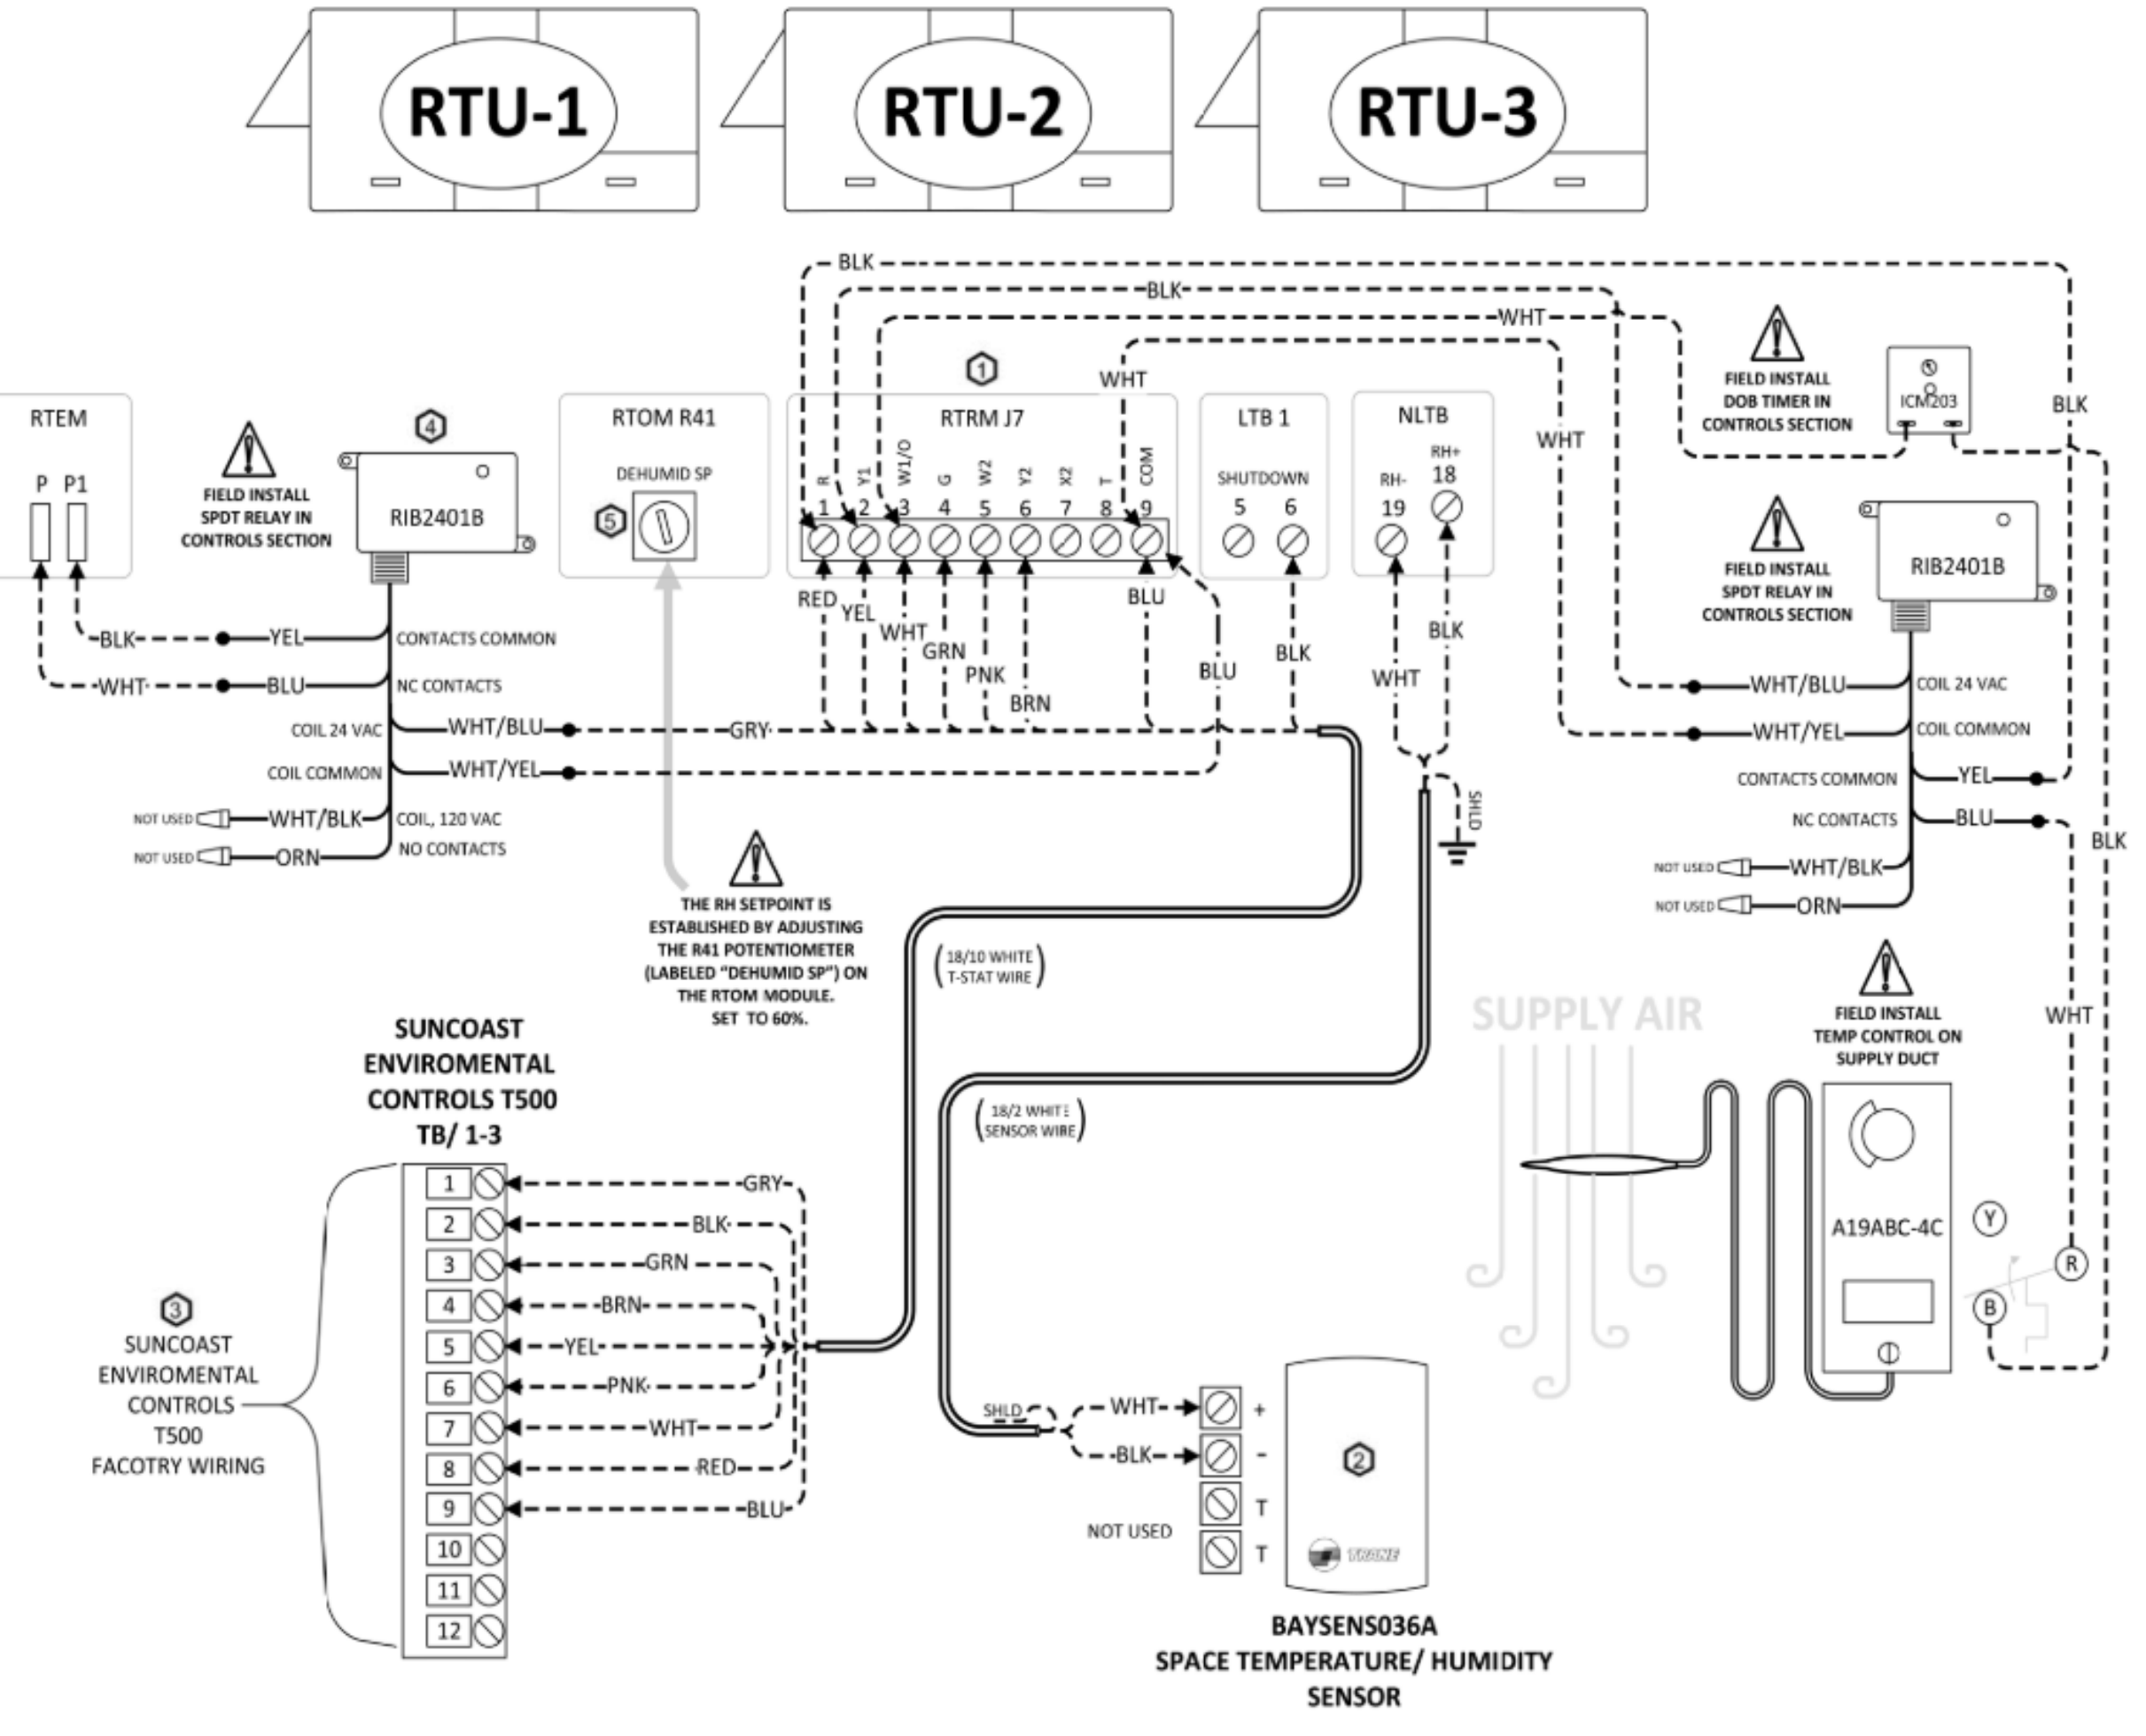 RTU-1
RTU-2
RTU-3
BLK
BLK
WHT
WHT
1
RTEM
P P1
FIELD INSTALL
SPDT RELAY IN
CONTROLS SECTION
4
RIB2401B
RTOM R41
DEHUMID SP
5
RTRM J7
R
Y1
W1/O
G
W2
Y2
X2
T
COM
1 2 3 4 5 6 7 8 9
LTB 1
SHUTDOWN
5 6
NLTB
RH+
18
RH-
19
WHT
FIELD INSTALL
DOB TIMER IN
CONTROLS SECTION
ICM203
BLK
FIELD INSTALL
SPDT RELAY IN
CONTROLS SECTION
RIB2401B
RED
YEL
WHT
GRN
PNK
BRN
BLU
BLU
BLK
WHT
BLK
BLK
YEL
CONTACTS COMMON
WHT
BLU
NC CONTACTS
COIL 24 VAC
WHT/BLU
GRY
COIL COMMON
WHT/YEL
NOT USED
WHT/BLK
COIL, 120 VAC
NOT USED
ORN
NO CONTACTS
SHLD
WHT/BLU
COIL 24 VAC
WHT/YEL
COIL COMMON
CONTACTS COMMON
YEL
NC CONTACTS
BLU
BLK
NOT USED
WHT/BLK
NOT USED
ORN
THE RH SETPOINT IS
ESTABLISHED BY ADJUSTING
THE R41 POTENTIOMETER
(LABELED "DEHUMID SP") ON
THE RTOM MODULE.
SET TO 60%.
(18/10 WHITE
T-STAT WIRE)
(18/2 WHITE
SENSOR WIRE)
SUPPLY AIR
FIELD INSTALL
TEMP CONTROL ON
SUPPLY DUCT
WHT
A19ABC-4C
Y
R
B
SUNCOAST
ENVIROMENTAL
CONTROLS T500
TB/ 1-3
1 GRY
2 BLK
3 GRN
4 BRN
5 YEL
6 PNK
7 WHT
8 RED
9 BLU
10
11
12
3
SUNCOAST
ENVIROMENTAL
CONTROLS
T500
FACOTRY WIRING
SHLD
WHT
+
BLK
-
T
NOT USED
T
2
TRANE
BAYSENS036A
SPACE TEMPERATURE/ HUMIDITY
SENSOR